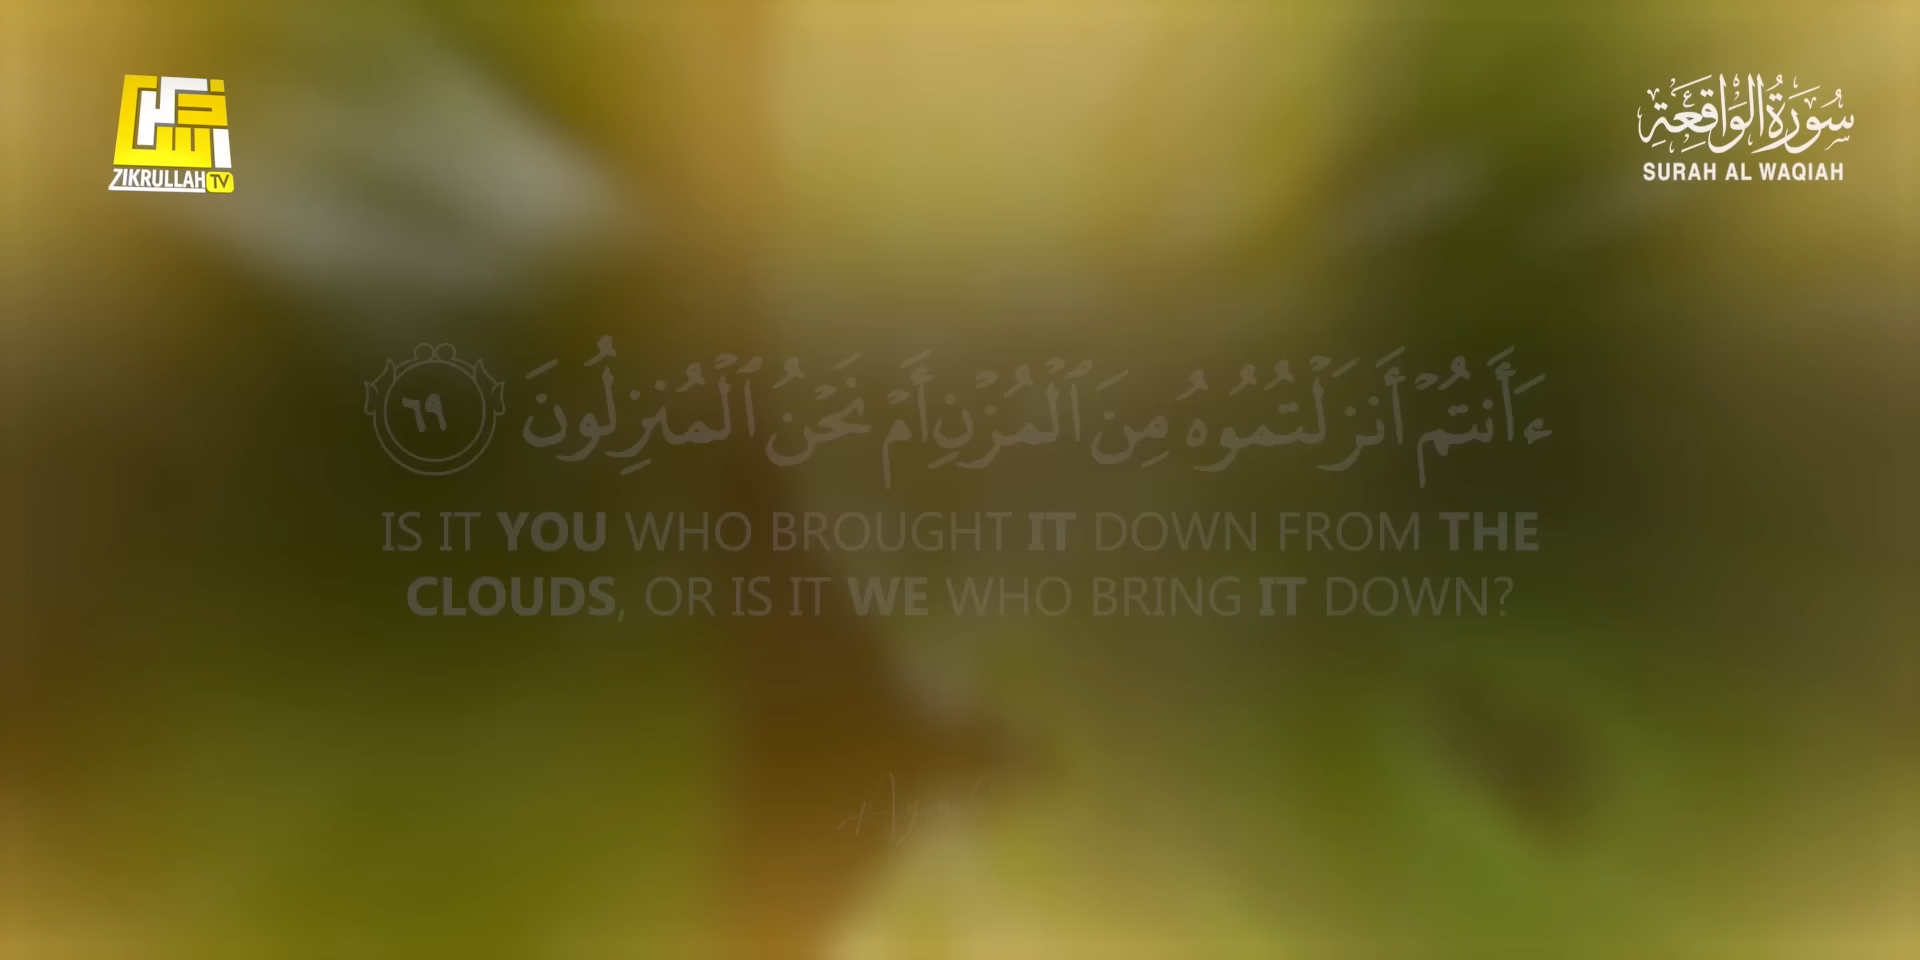 ZIKRULLAH TV
سُورَةُ الْوَاقِعَةِ
SURAH AL WAQIAH
ءَأَنتُمْ أَنزَلْتُمُوهُ مِنَ ٱلْمُزْنِ أَمْ نَحْنُ ٱلْمُنزِلُونَ ٦٩
IS IT YOU WHO BROUGHT IT DOWN FROM THE
CLOUDS, OR IS IT WE WHO BRING IT DOWN?